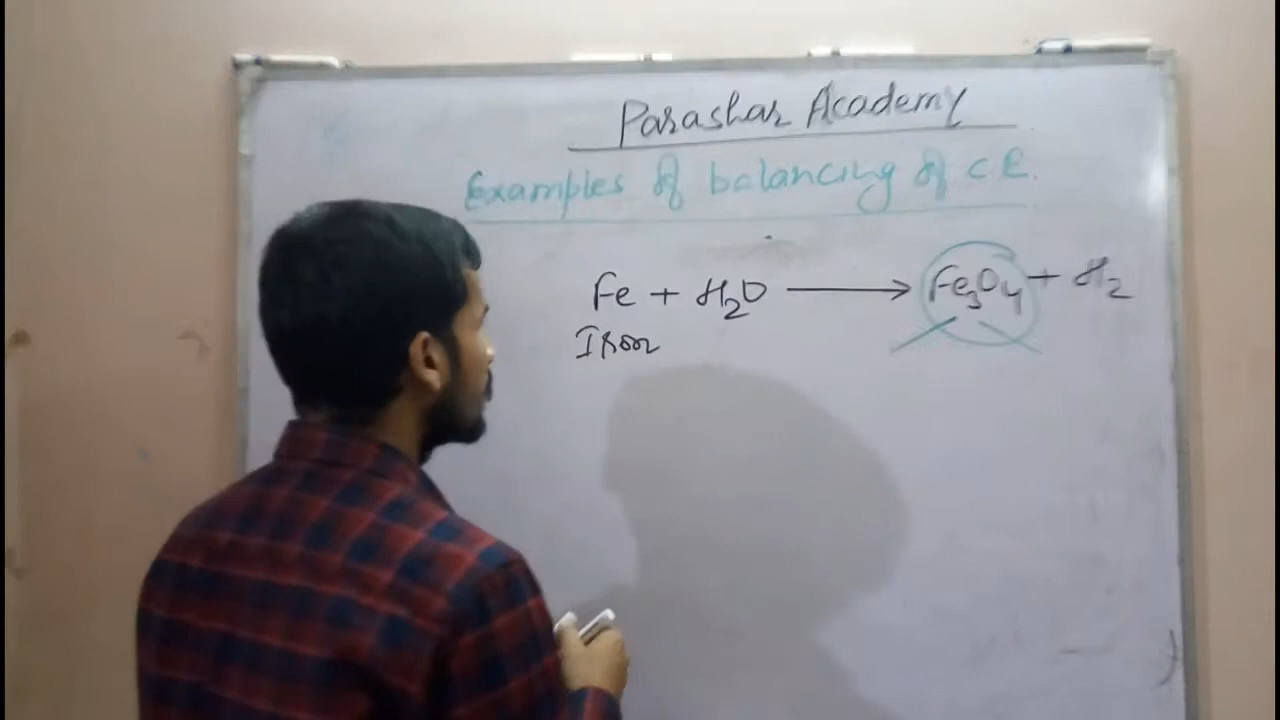 Parashar Academy
Examples of balancing of C E.
Fe + H₂O ⟶ Fe₃O₄ + H₂
Iron